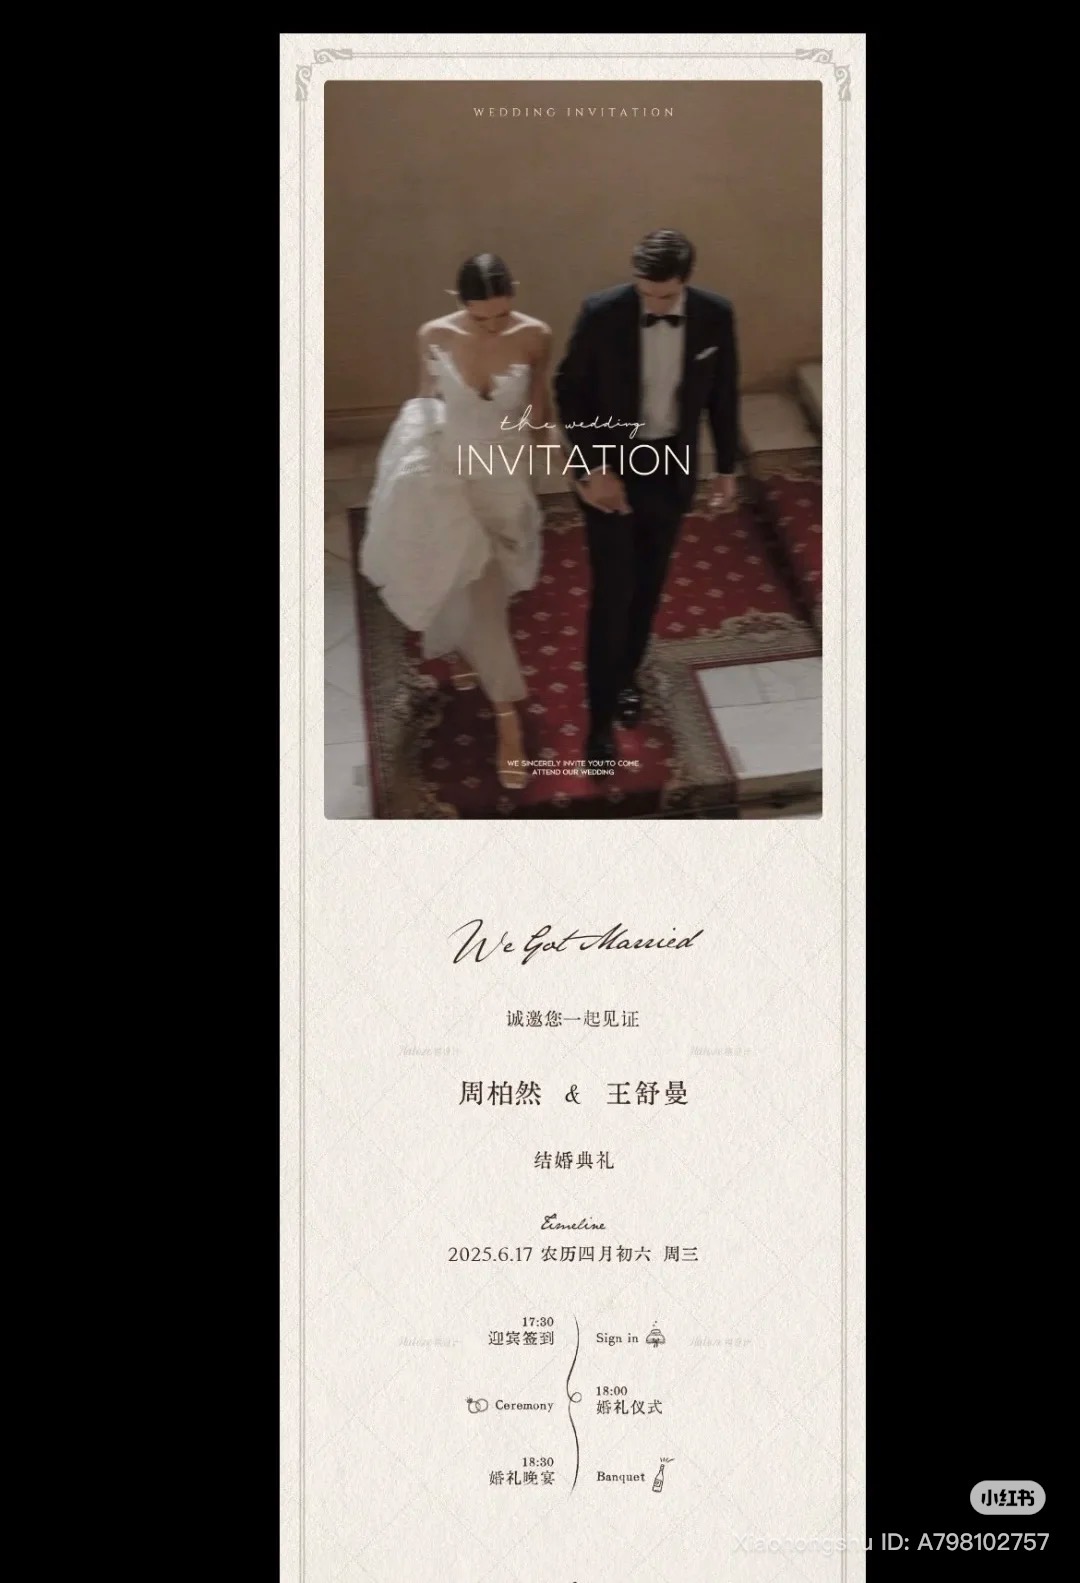 WEDDING INVITATION
the wedding
INVITATION
WE SINCERELY INVITE YOU TO COME
ATTEND OUR WEDDING
We Got Married
诚邀您一起见证
周柏然 & 王舒曼
结婚典礼
Timeline
2025.6.17 农历四月初六 周三
17:30
迎宾签到 Sign in
18:00
Ceremony 婚礼仪式
18:30
婚礼晚宴 Banquet
小红书
Xiaohongshu ID: A798102757